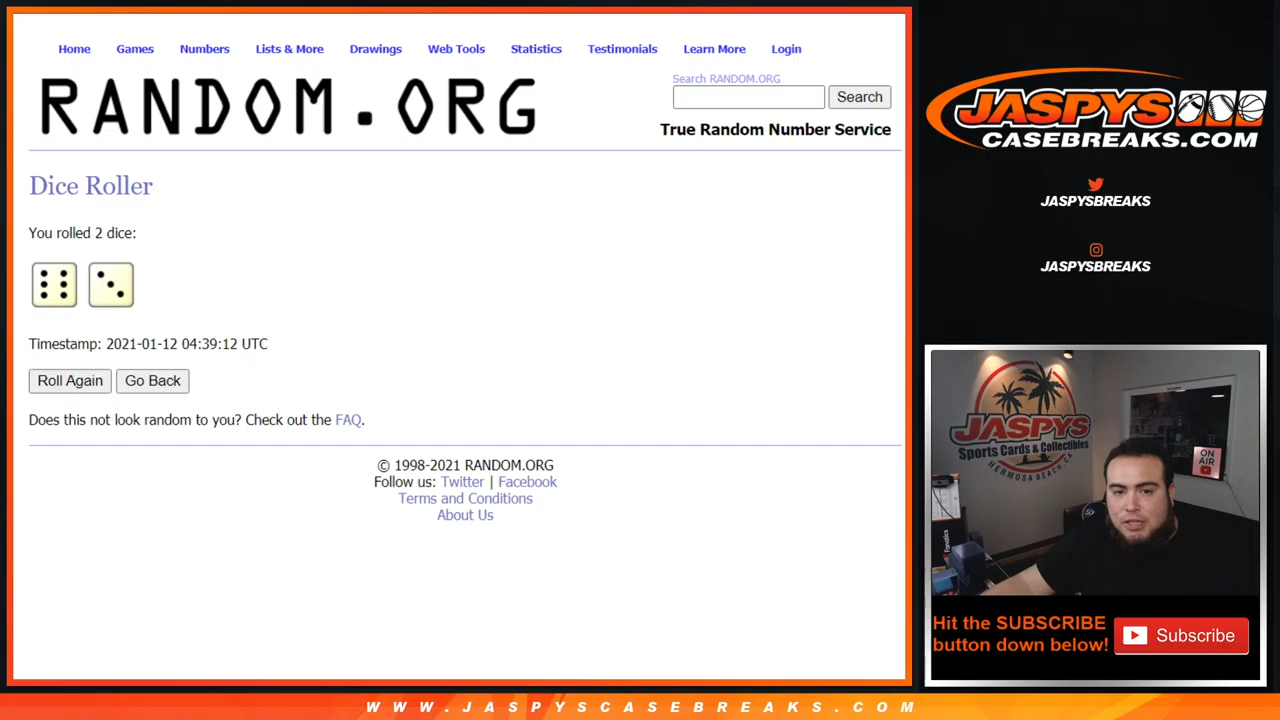 Home Games Numbers Lists & More Drawings Web Tools Statistics Testimonials Learn More Login
RANDOM.ORG
Search RANDOM.ORG
Search
True Random Number Service
Dice Roller
You rolled 2 dice:
Timestamp: 2021-01-12 04:39:12 UTC
Roll Again Go Back
Does this not look random to you? Check out the FAQ.
© 1998-2021 RANDOM.ORG
Follow us: Twitter | Facebook
Terms and Conditions
About Us
JASPYS
CASEBREAKS.COM
JASPYSBREAKS
JASPYSBREAKS
JASPYS
Sports Cards & Collectibles
HERMOSA BEACH, CA
ON
AIR
Fanatics
Hit the SUBSCRIBE
button down below!
Subscribe
WWW.JASPYSCASEBREAKS.COM